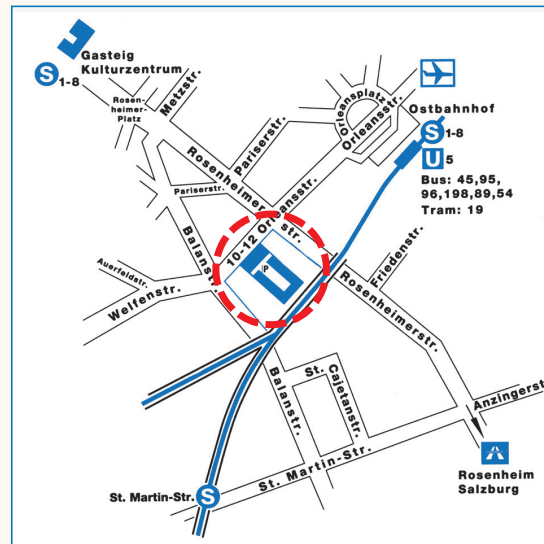 Gasteig
Kulturzentrum
S 1-8
Rosen-
heimer-
Platz
Metzstr.
Pariserstr.
Orleansplatz
Orleansstr.
Ostbahnhof
S 1-8
U 5
Bus: 45,95,
96,198,89,54
Tram: 19
Rosenheimerstr.
Pariserstr.
Orleansstr.
10-12
P
Balanstr.
Auerfeldstr.
Welfenstr.
Friedenstr.
Rosenheimerstr.
Balanstr.
St.
Cajetanstr.
Anzingerst
St. Martin-Str.
St. Martin-Str. S
Rosenheim
Salzburg